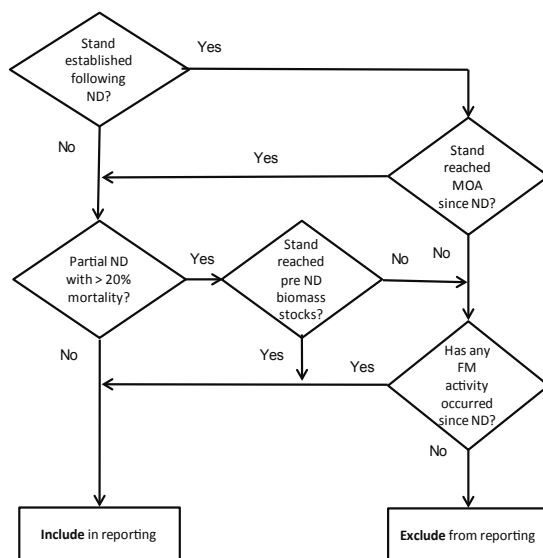 Stand
established
following
ND?
Yes
No
Yes
Stand
reached
MOA
since ND?
Partial ND
with > 20%
mortality?
Yes
Stand
reached
pre ND
biomass
stocks?
No
No
No
Yes
Yes
Has any
FM
activity
occurred
since ND?
No
Include in reporting
Exclude from reporting